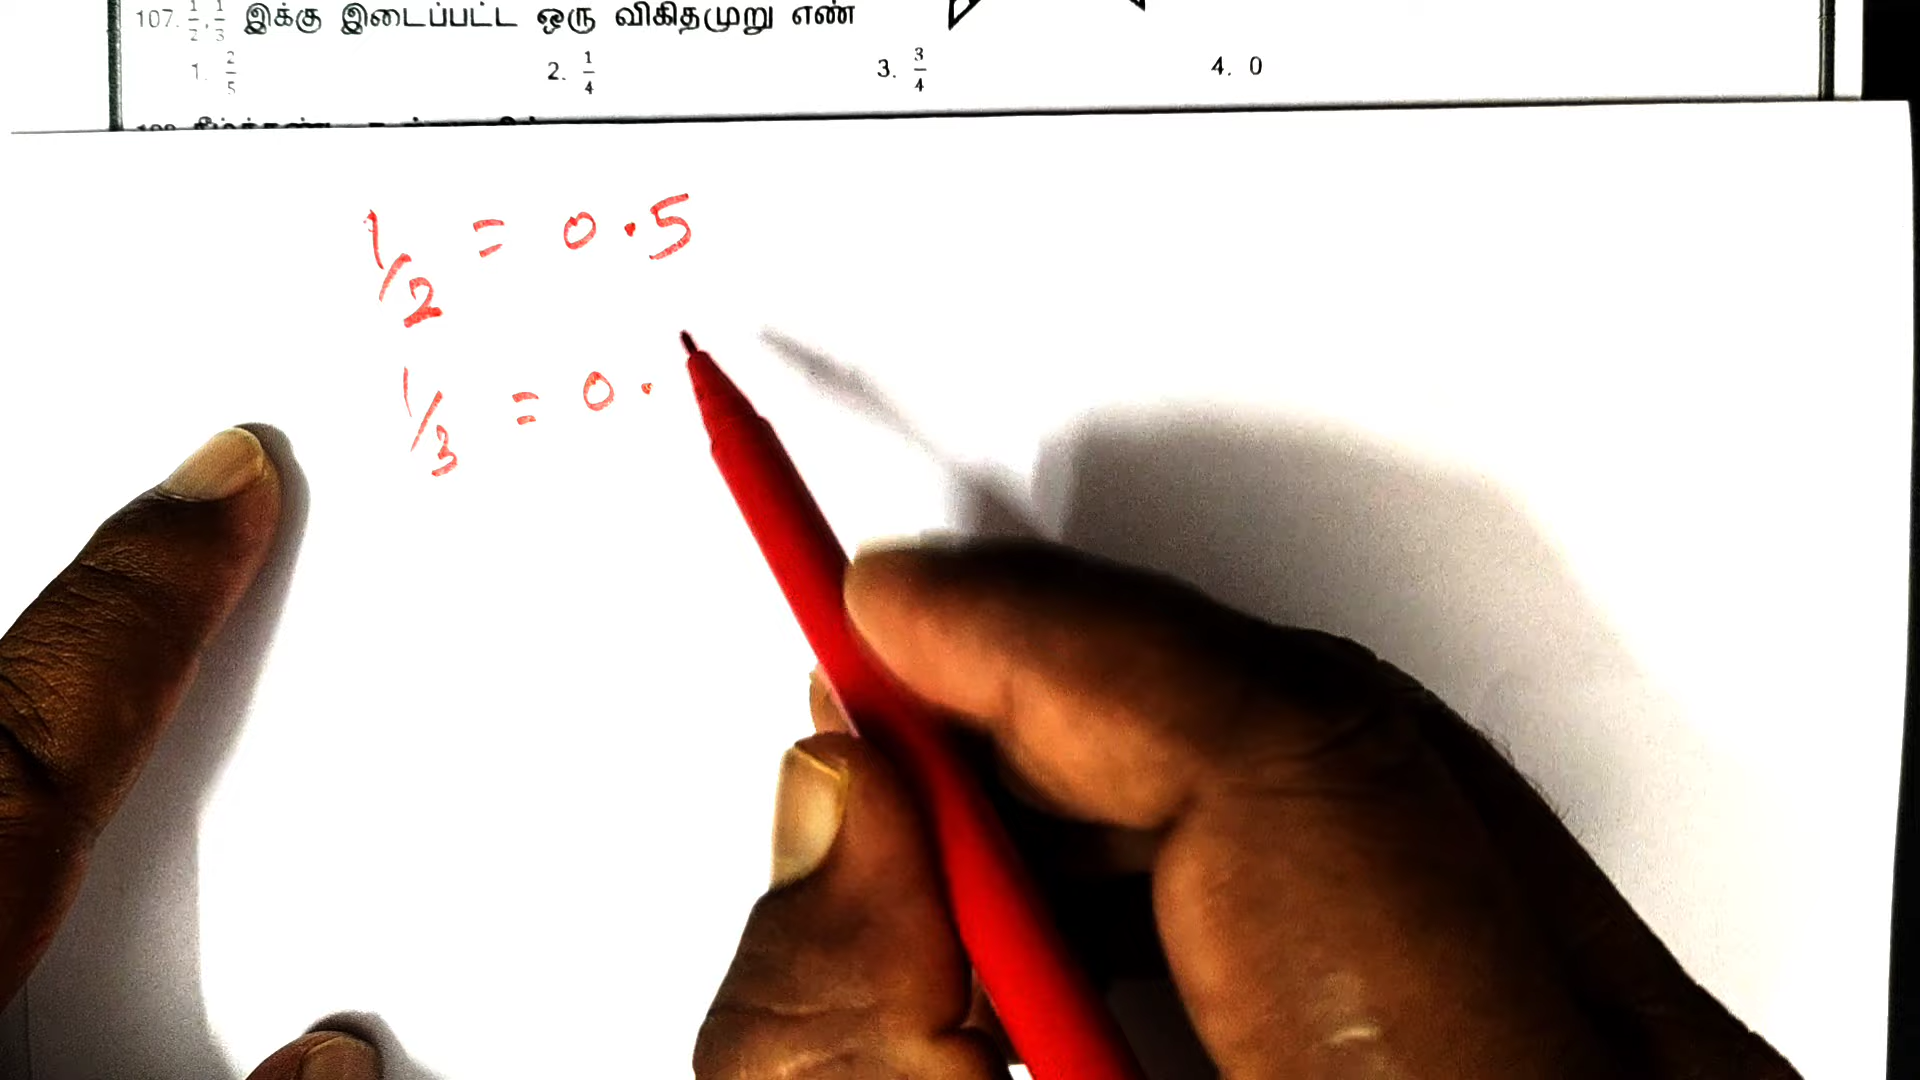 107. 1/2, 1/3 இக்கு இடைப்பட்ட ஒரு விகிதமுறு எண்
1. 2/5 2. 1/4 3. 3/4 4. 0
1/2 = 0.5
1/3 = 0.